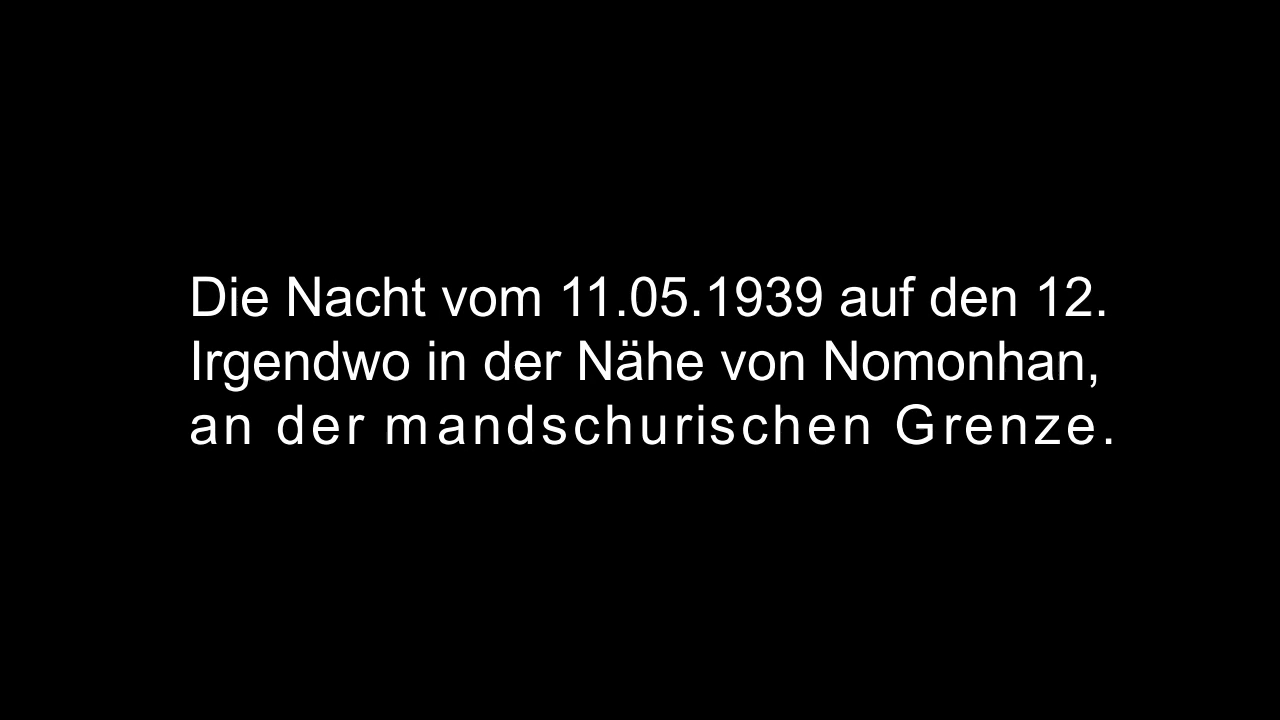 Die Nacht vom 11.05.1939 auf den 12.
Irgendwo in der Nähe von Nomonhan,
an der mandschurischen Grenze.